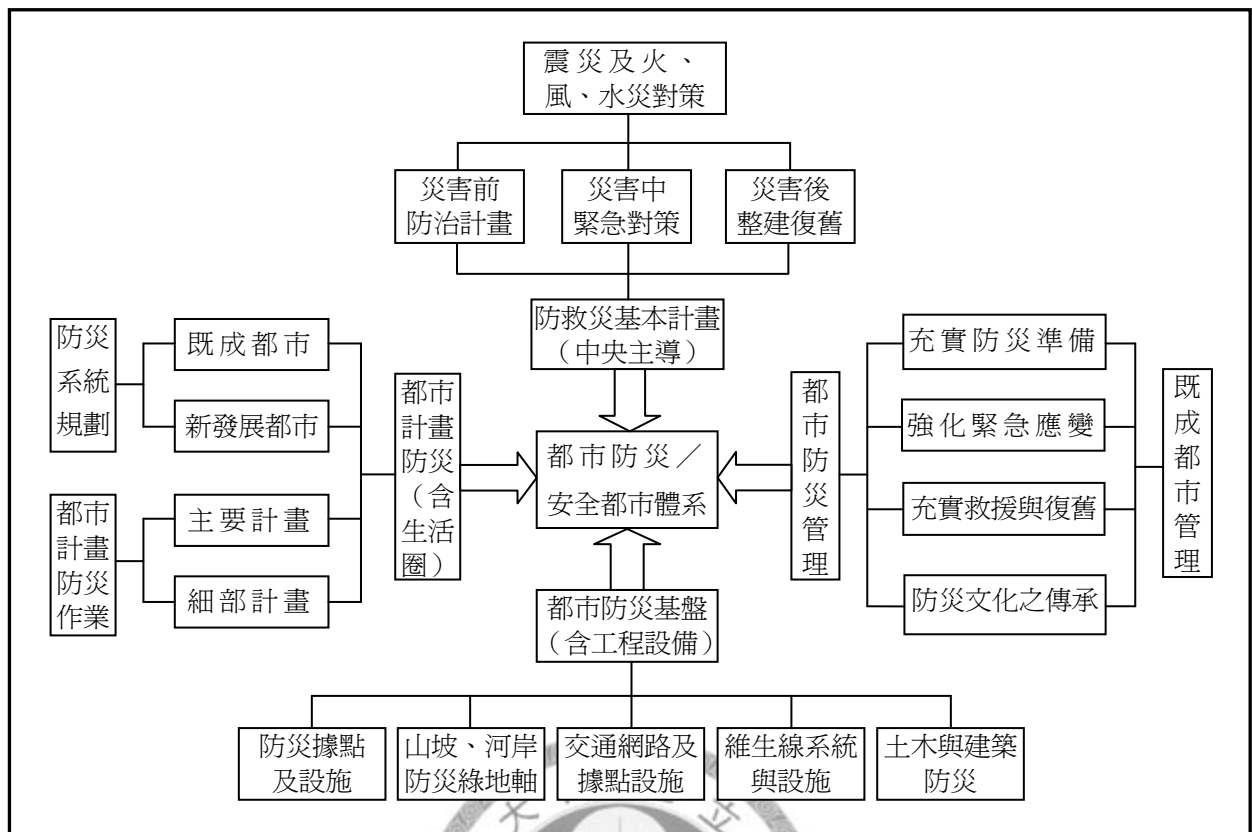 震災及火、
風、水災對策
災害前
防治計畫
災害中
緊急對策
災害後
整建復舊
防救災基本計畫
（中央主導）
防災
系統
規劃
既成都市
新發展都市
都市
計畫
防災
作業
主要計畫
細部計畫
都市
計畫
防災
（含
生活
圈）
都市防災／
安全都市體系
都
市
防
災
管
理
充實防災準備
強化緊急應變
充實救援與復舊
防災文化之傳承
既
成
都
市
管
理
都市防災基盤
（含工程設備）
防災據點
及設施
山坡、河岸
防災綠地軸
交通網路及
據點設施
維生線系統
與設施
土木與建築
防災
大
立